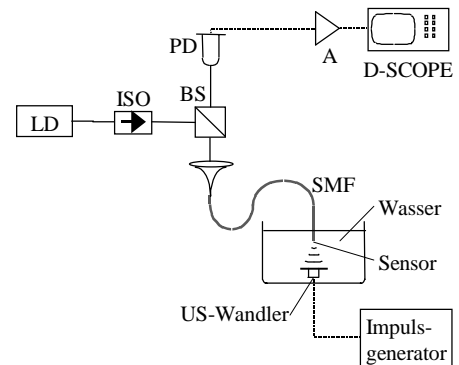 PD
A
D-SCOPE
ISO
BS
LD
SMF
Wasser
Sensor
US-Wandler
Impuls-
generator